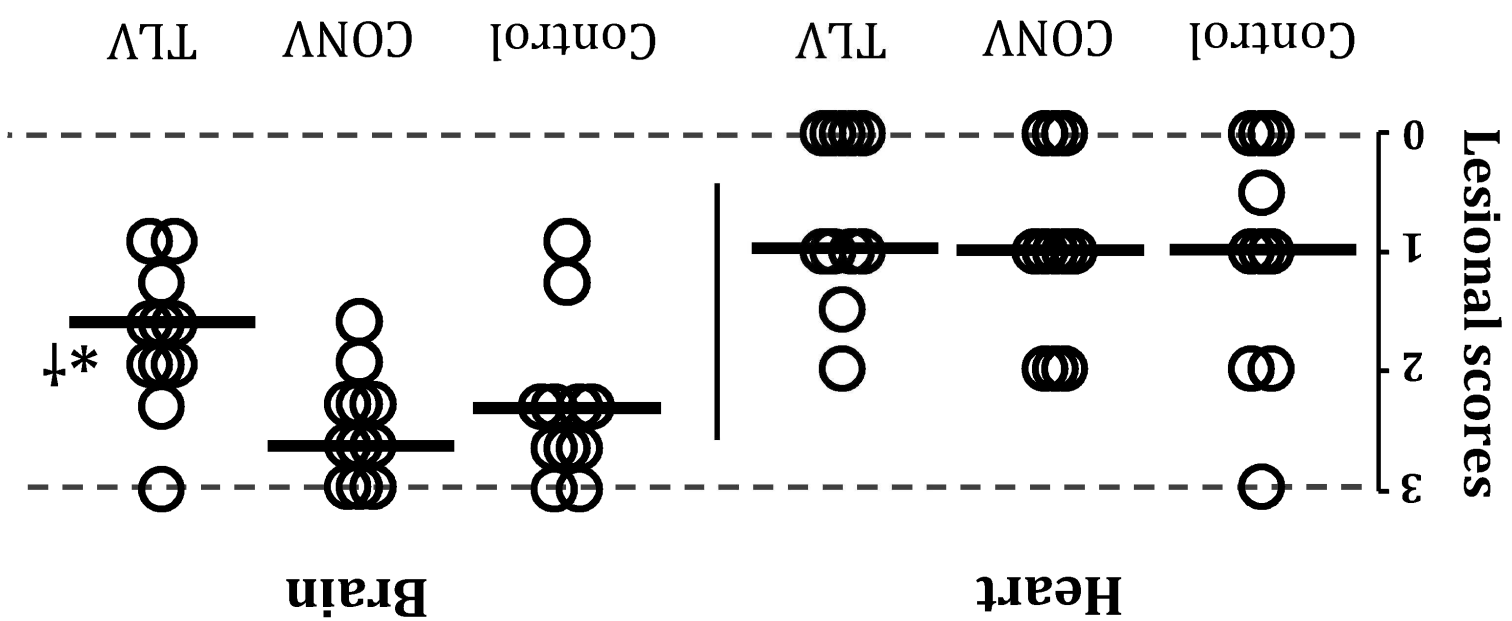 Heart
Brain
Lesional scores
3
2
1
0
*†
Control
CONV
TLV
Control
CONV
TLV